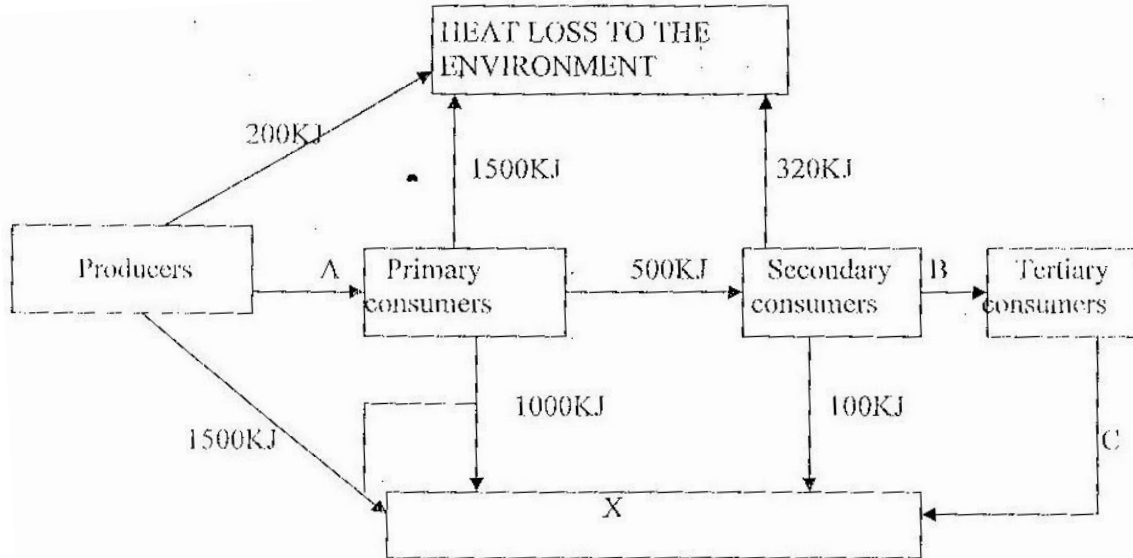 HEAT LOSS TO THE
ENVIRONMENT
200KJ
1500KJ
320KJ
Producers
A
Primary
consumers
500KJ
Secondary
consumers
B
Tertiary
consumers
1500KJ
1000KJ
100KJ
C
X